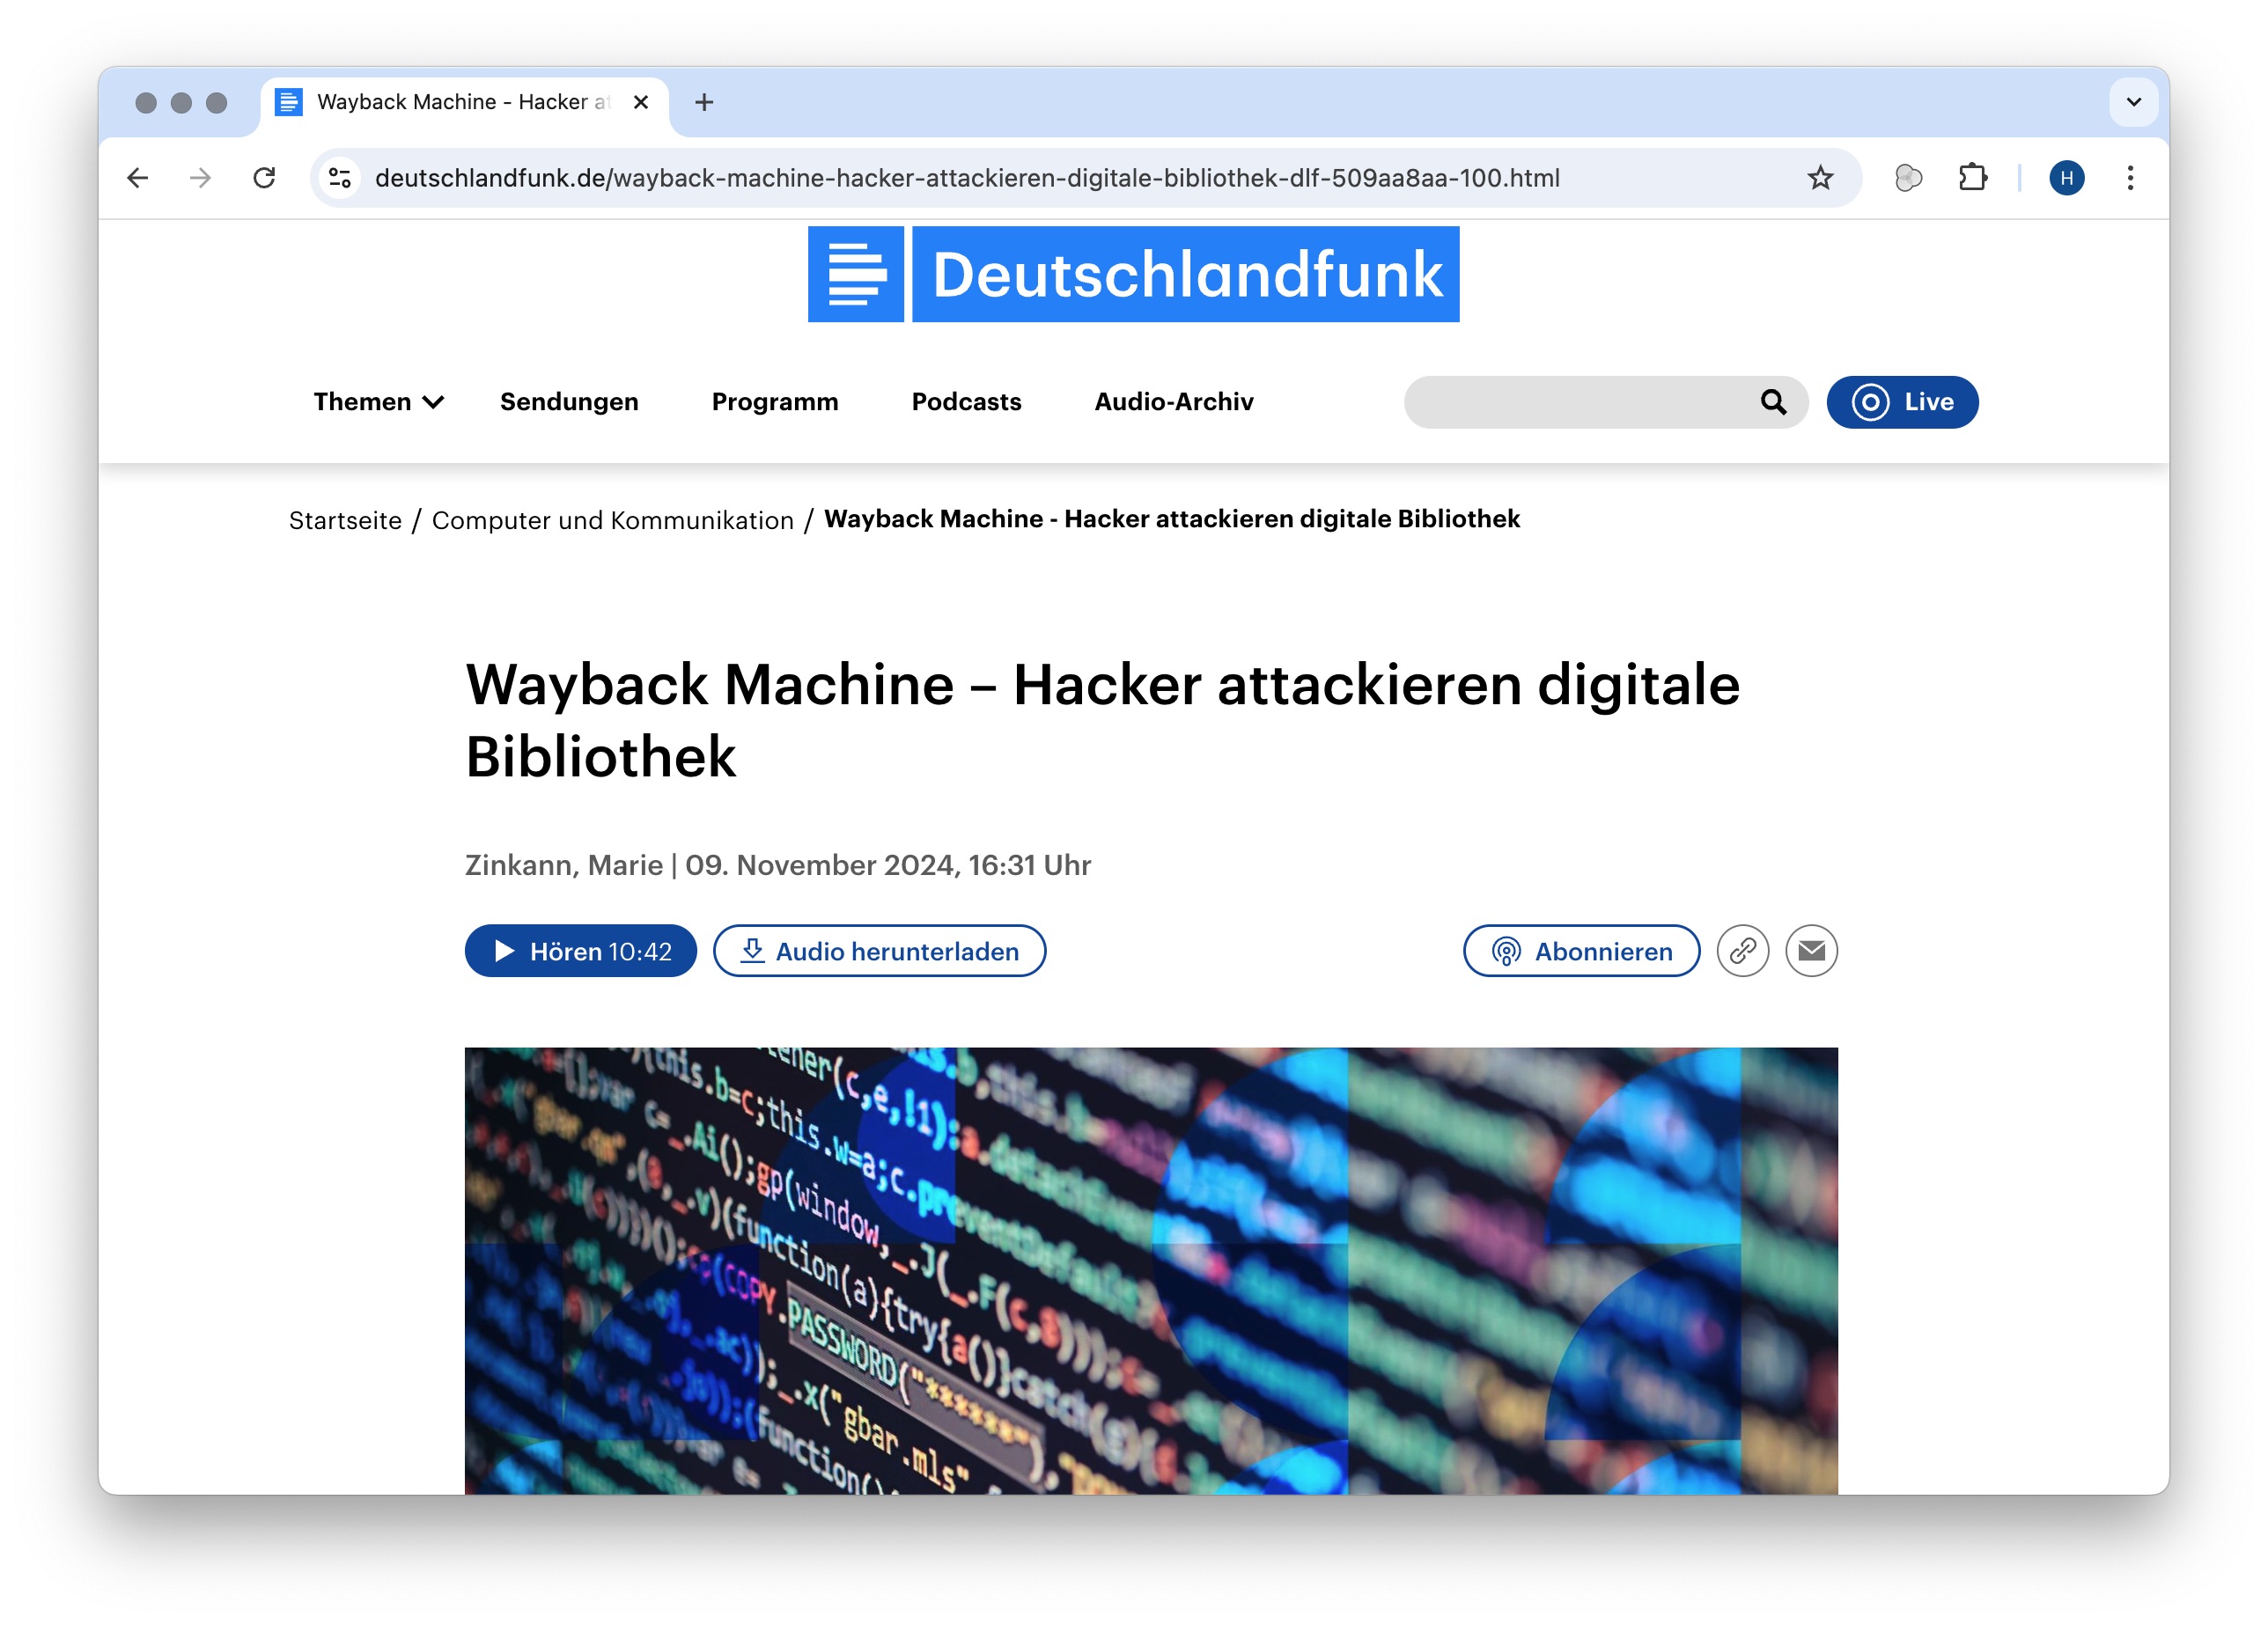 Wayback Machine - Hacker at
deutschlandfunk.de/wayback-machine-hacker-attackieren-digitale-bibliothek-dlf-509aa8aa-100.html
H
Deutschlandfunk
Themen Sendungen Programm Podcasts Audio-Archiv Live
Startseite / Computer und Kommunikation / Wayback Machine - Hacker attackieren digitale Bibliothek
Wayback Machine – Hacker attackieren digitale
Bibliothek
Zinkann, Marie | 09. November 2024, 16:31 Uhr
Hören 10:42 Audio herunterladen Abonnieren
(c,e,!1):
this.b=c;this.w=a;c.
c=_.Ai();gp(window,_.J(_.F(c,
(function(a){try{a()}catch(
PASSWORD("******")
_.x("gbar.mls"
(function()